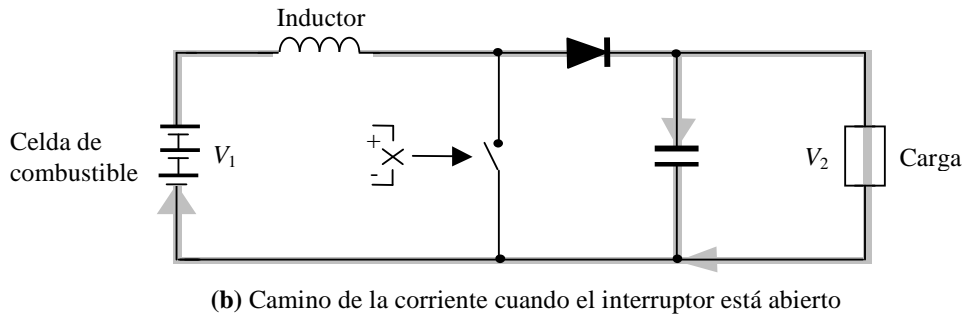 Inductor
Celda de
combustible
V1
+
-
V2
Carga
(b) Camino de la corriente cuando el interruptor está abierto